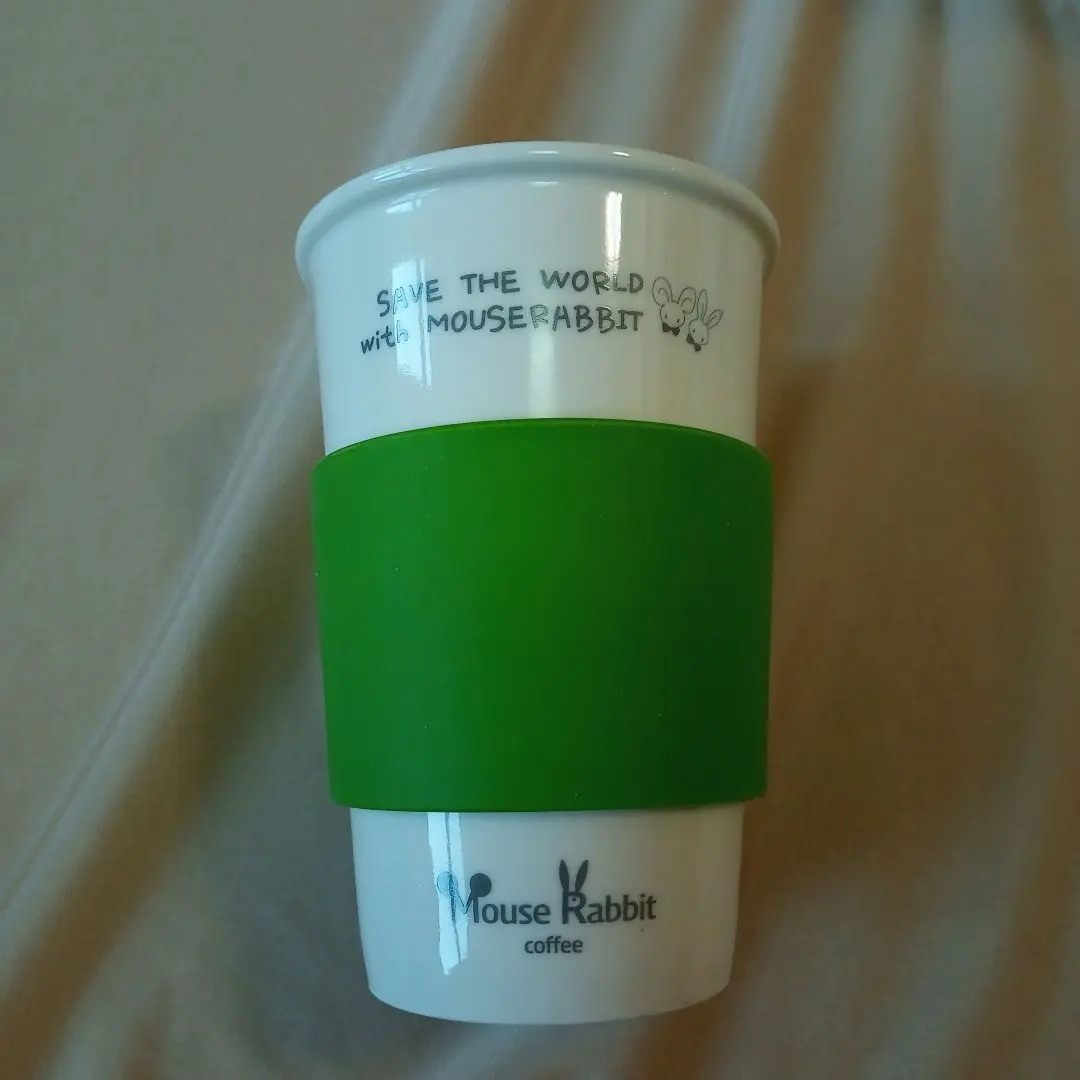 SAVE THE WORLD
with MOUSERABBIT
Mouse Rabbit
coffee